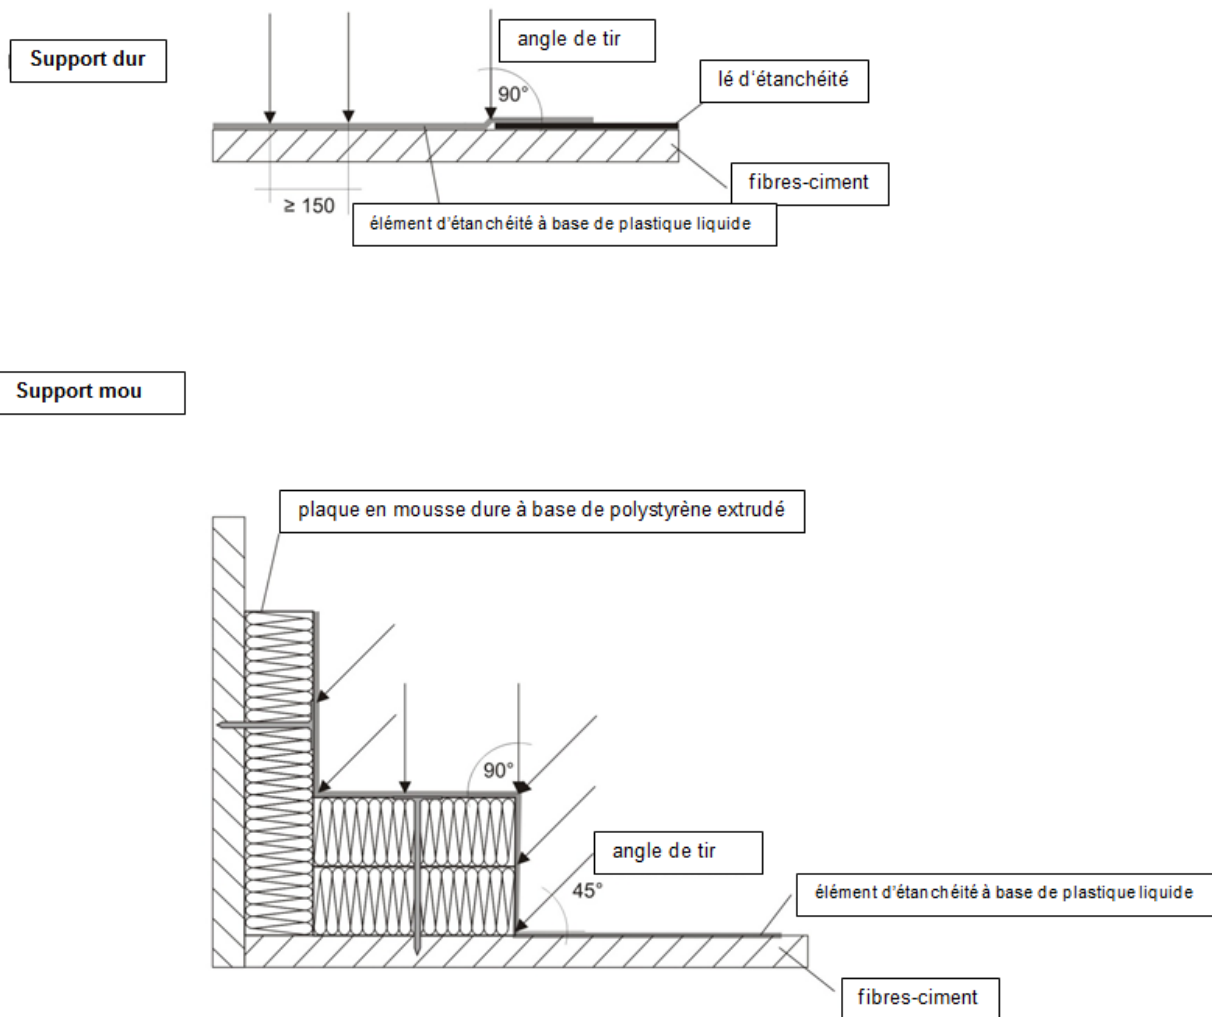 Support dur
angle de tir
90°
lé d'étanchéité
fibres-ciment
≥ 150
élément d'étanchéité à base de plastique liquide
Support mou
plaque en mousse dure à base de polystyrène extrudé
90°
angle de tir
45°
élément d'étanchéité à base de plastique liquide
fibres-ciment